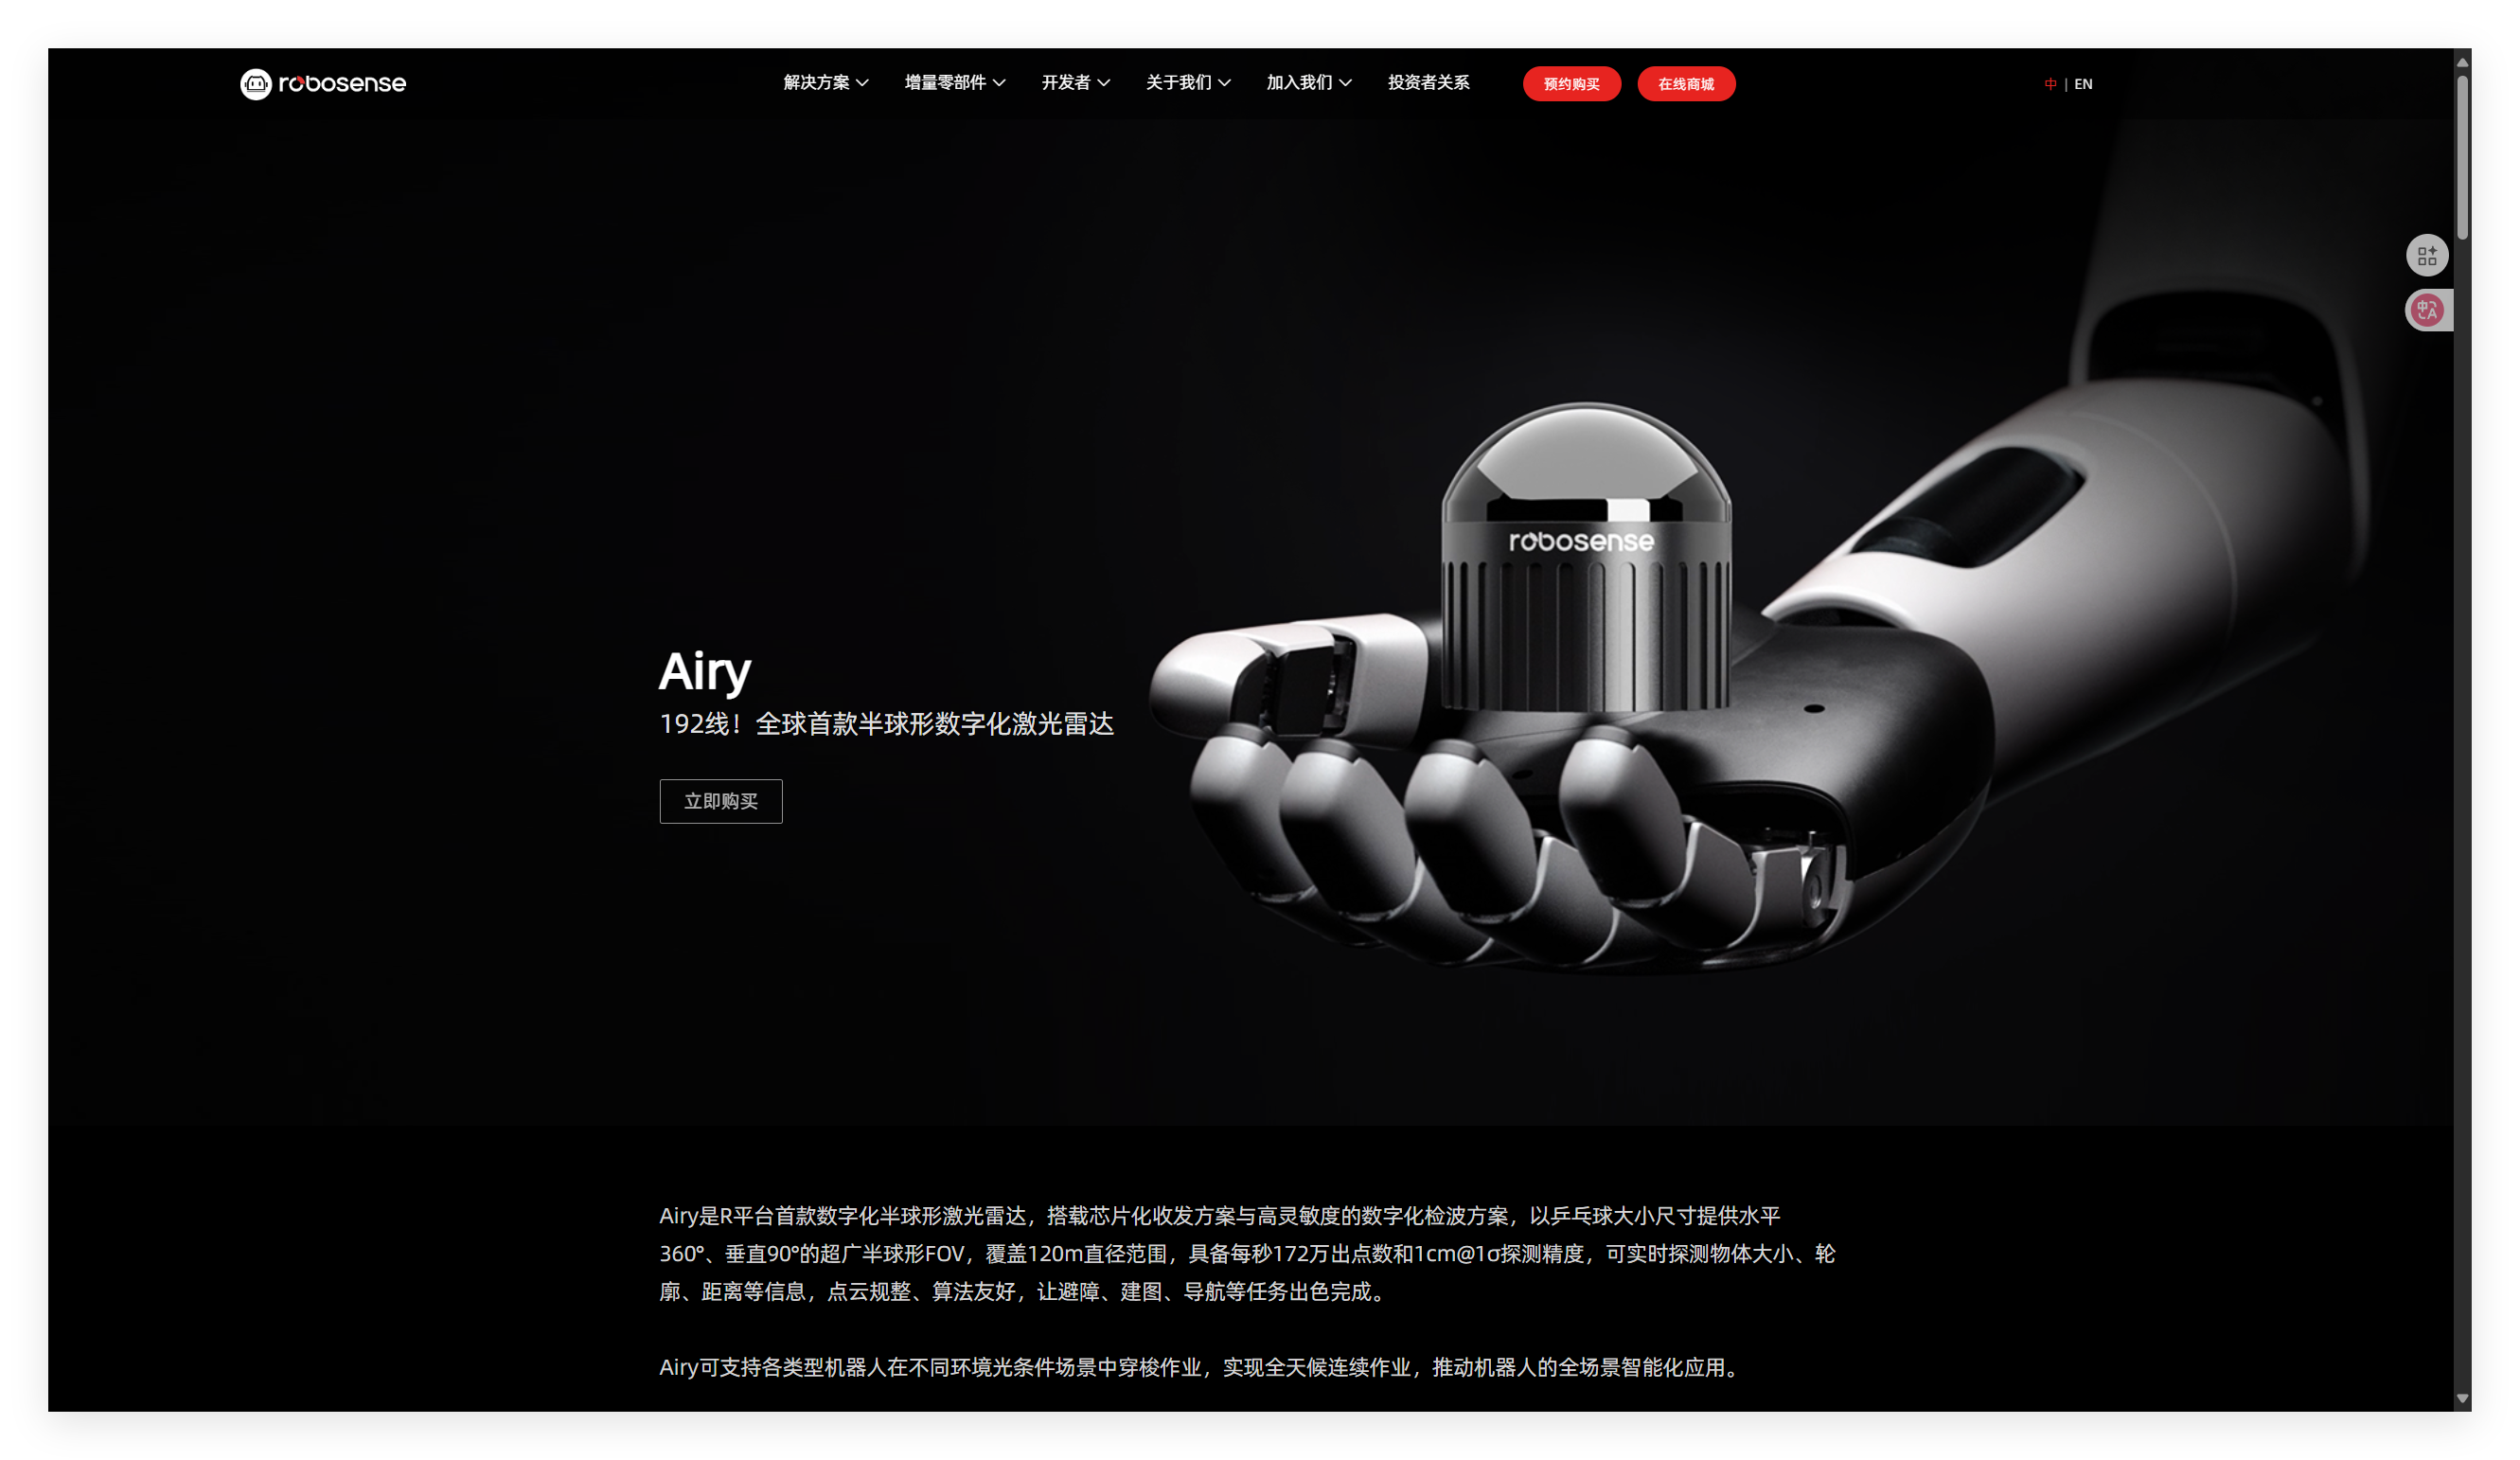 robosense
解决方案
增量零部件
开发者
关于我们
加入我们
投资者关系
预约购买
在线商城
中 | EN
robosense
Airy
192线！全球首款半球形数字化激光雷达
立即购买
Airy是R平台首款数字化半球形激光雷达，搭载芯片化收发方案与高灵敏度的数字化检波方案，以乒乓球大小尺寸提供水平
360°、垂直90°的超广半球形FOV，覆盖120m直径范围，具备每秒172万出点数和1cm@1σ探测精度，可实时探测物体大小、轮
廓、距离等信息，点云规整、算法友好，让避障、建图、导航等任务出色完成。
Airy可支持各类型机器人在不同环境光条件场景中穿梭作业，实现全天候连续作业，推动机器人的全场景智能化应用。